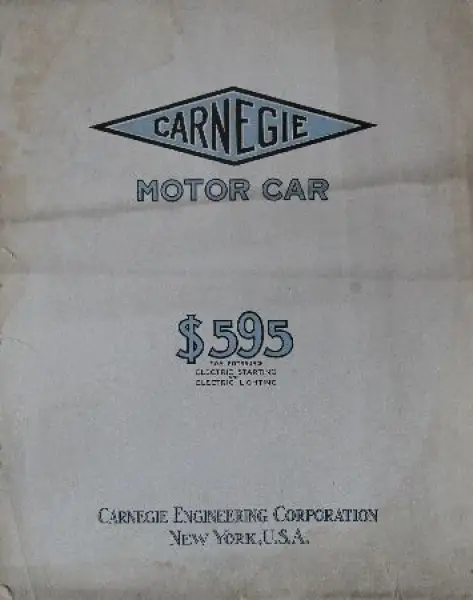 CARNEGIE
MOTOR CAR
$595
ELECTRIC STARTING
ELECTRIC LIGHTING
CARNEGIE ENGINEERING CORPORATION
NEW YORK, U.S.A.